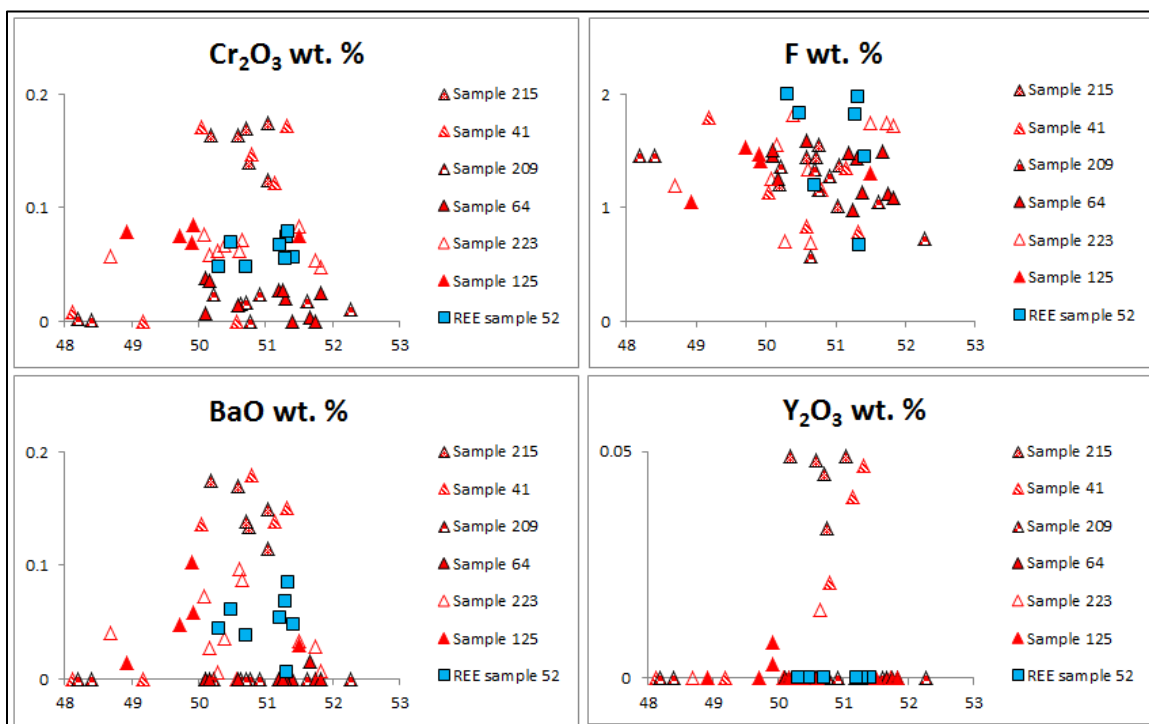 Cr₂O₃ wt. %
0.2
0.1
0
48 49 50 51 52 53
Sample 215
Sample 41
Sample 209
Sample 64
Sample 223
Sample 125
REE sample 52
F wt. %
2
1
0
48 49 50 51 52 53
Sample 215
Sample 41
Sample 209
Sample 64
Sample 223
Sample 125
REE sample 52
BaO wt. %
0.2
0.1
0
48 49 50 51 52 53
Sample 215
Sample 41
Sample 209
Sample 64
Sample 223
Sample 125
REE sample 52
Y₂O₃ wt. %
0.05
0
48 49 50 51 52 53
Sample 215
Sample 41
Sample 209
Sample 64
Sample 223
Sample 125
REE sample 52